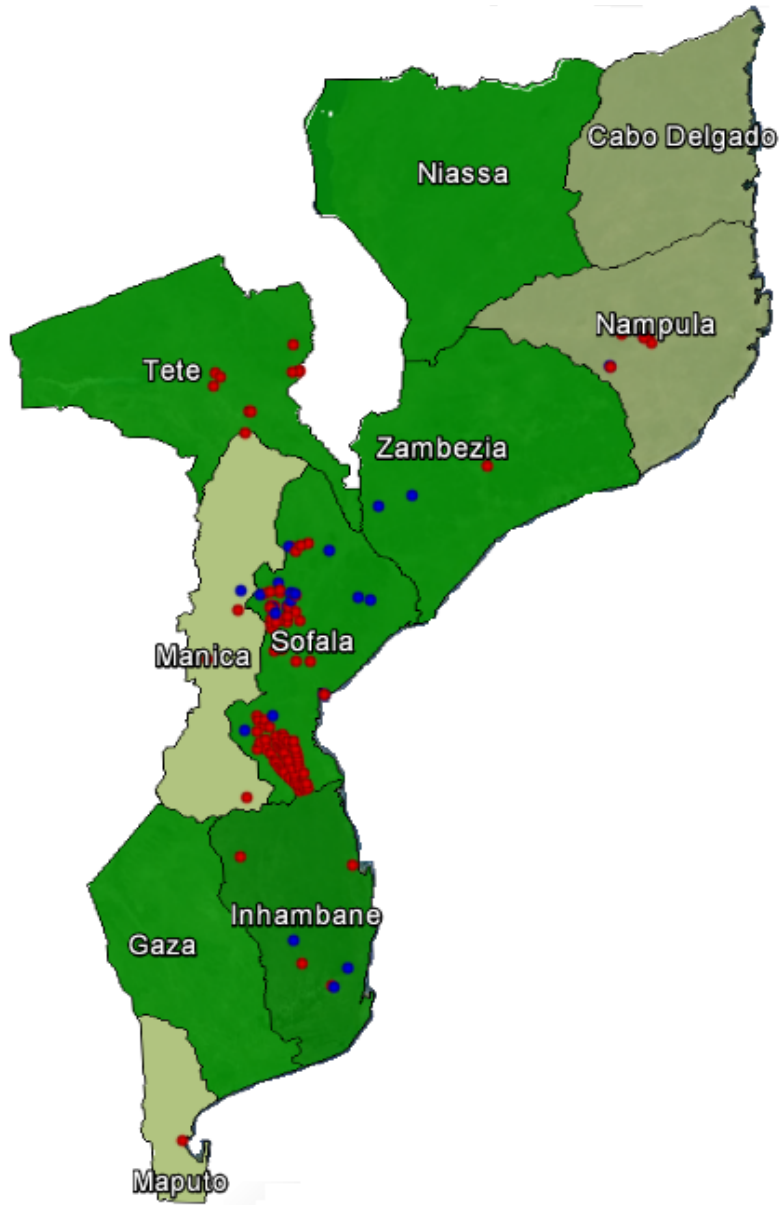 Cabo Delgado
Niassa
Nampula
Tete
Zambezia
Sofala
Manica
Inhambane
Gaza
Maputo